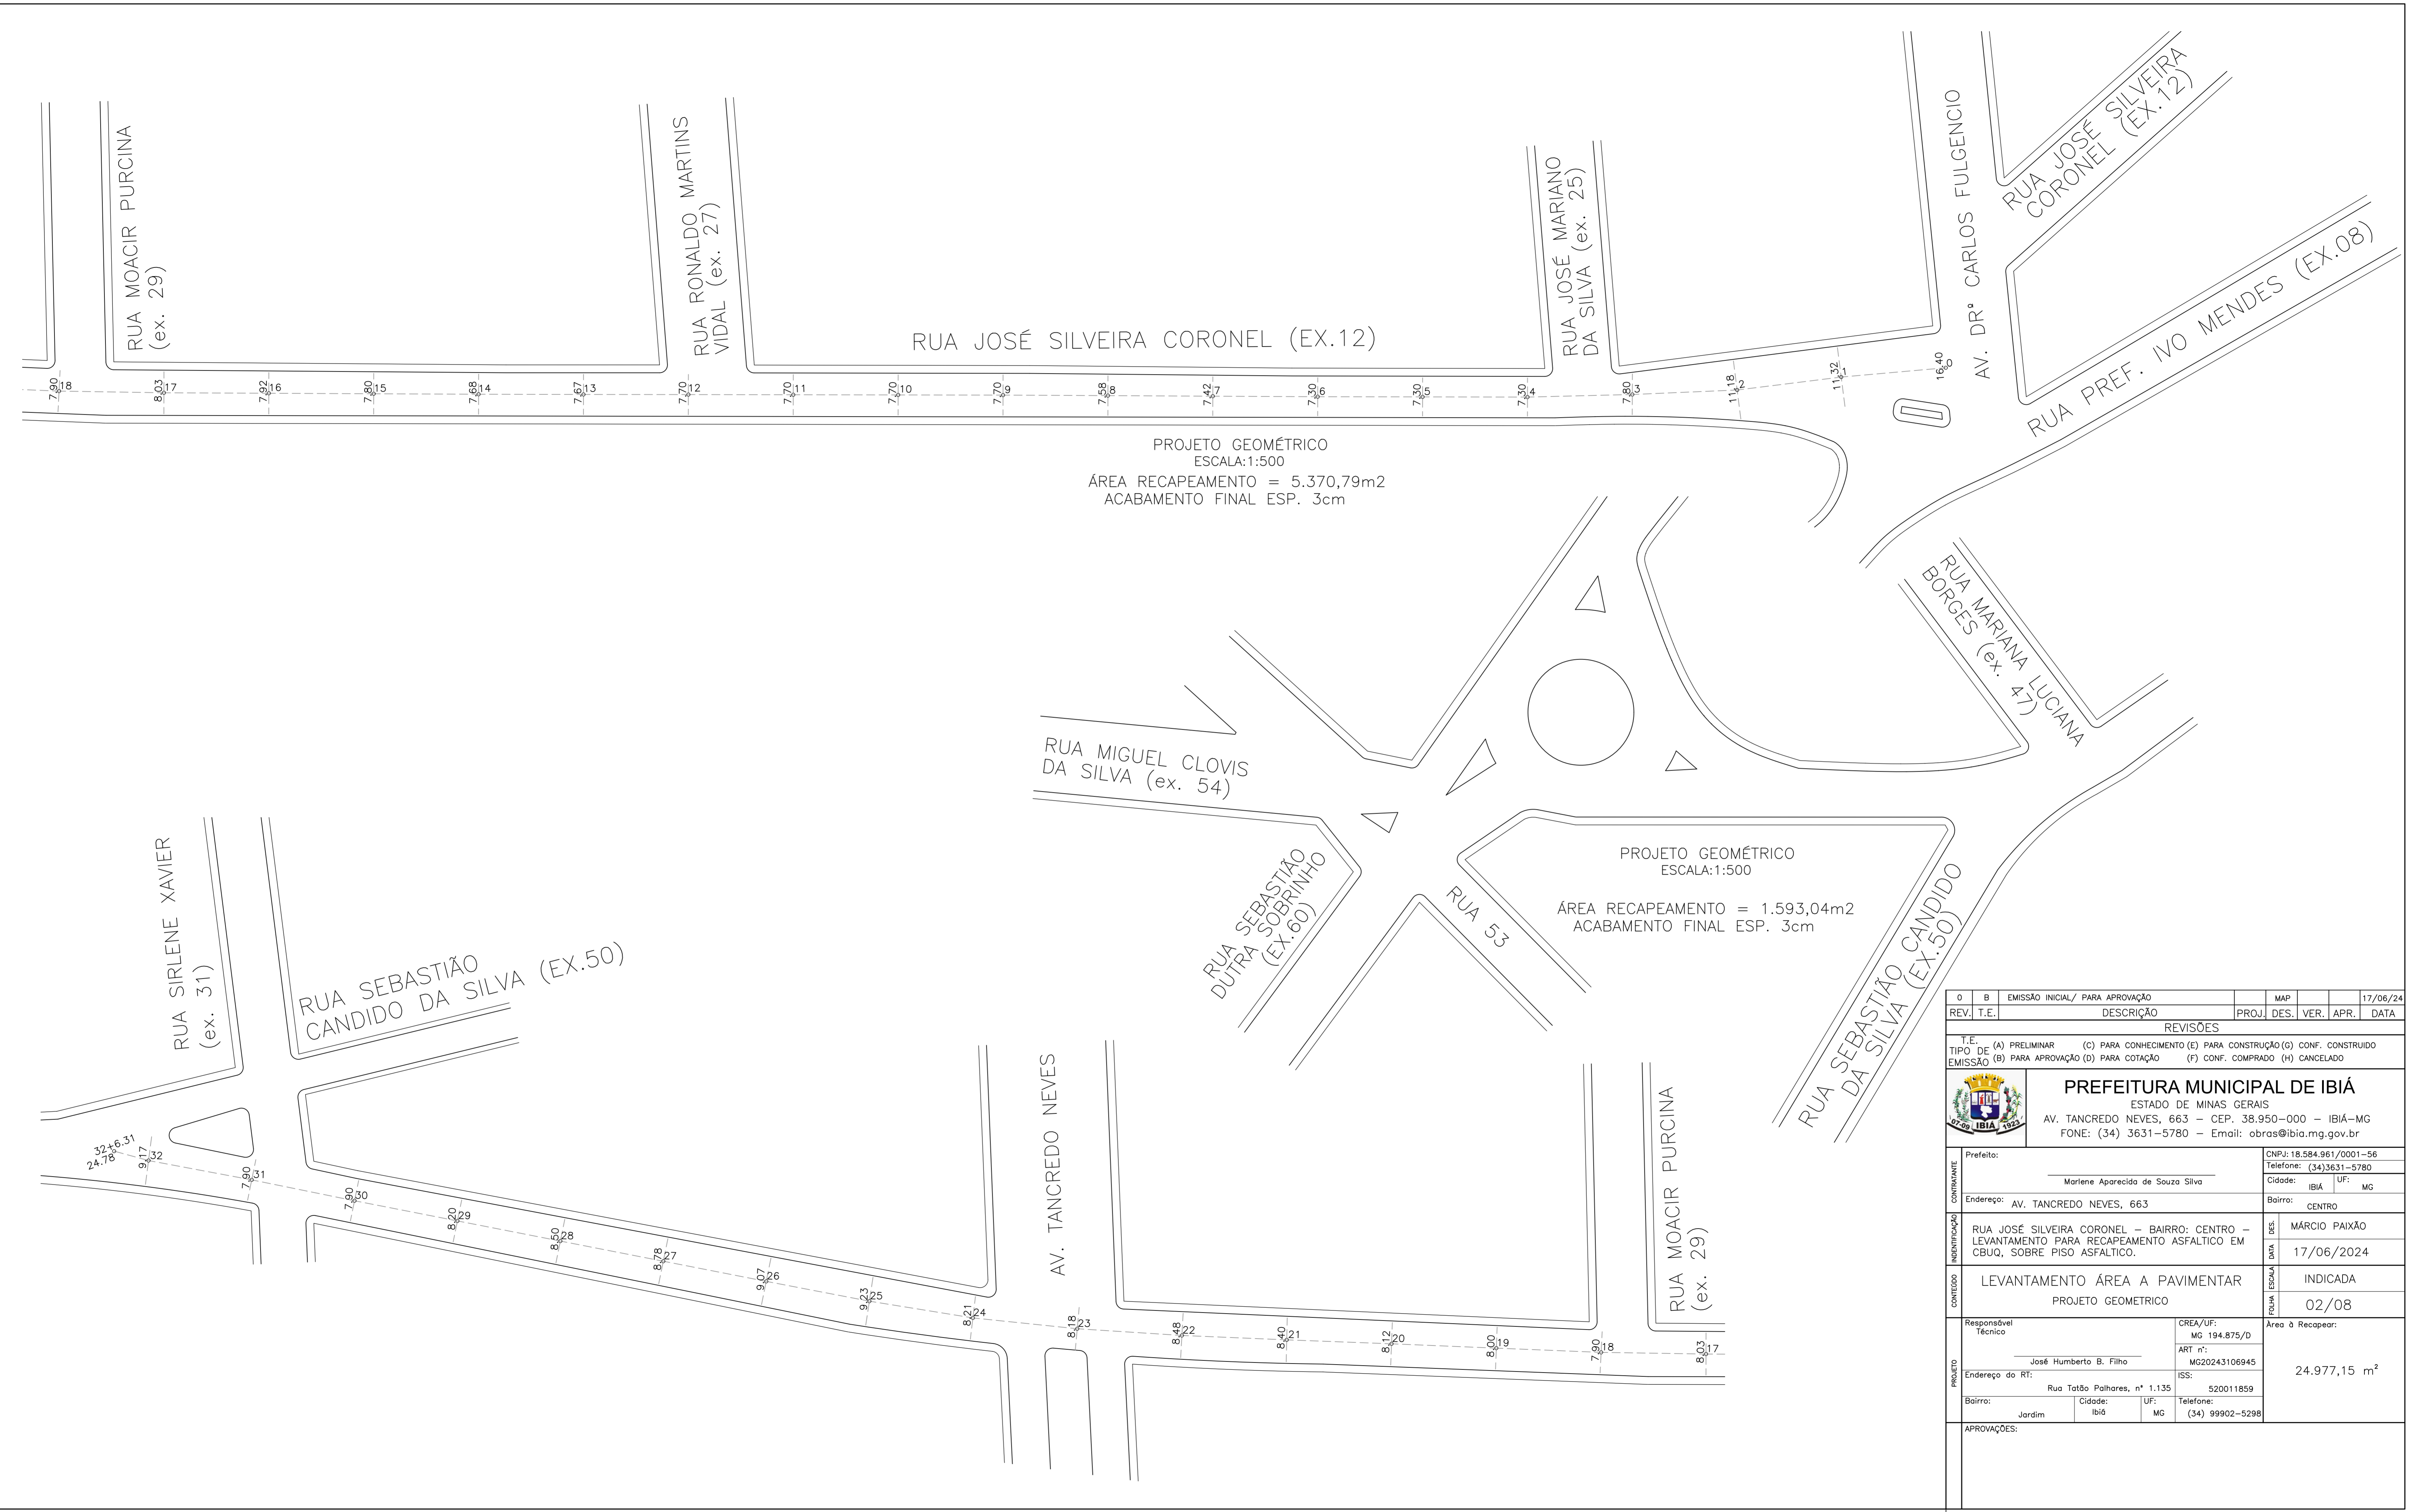 RUA MOACIR PURCINA
(ex. 29)
RUA RONALDO MARTINS
VIDAL (ex. 27)
RUA JOSÉ SILVEIRA CORONEL (EX.12)
RUA JOSÉ MARIANO
DA SILVA (ex. 25)
AV. DRº CARLOS FULGENCIO
RUA JOSÉ SILVEIRA
CORONEL (EX.12)
RUA PREF. IVO MENDES (EX.08)
7.90 18
8.03 17
7.92 16
7.80 15
7.68 14
7.67 13
7.70 12
7.70 11
7.70 10
7.70 9
7.58 8
7.42 7
7.30 6
7.30 5
7.30 4
7.80 3
11.18 2
11.32 1
16.40 0
PROJETO GEOMÉTRICO
ESCALA:1:500
ÁREA RECAPEAMENTO = 5.370,79m2
ACABAMENTO FINAL ESP. 3cm
RUA MARIANA LUCIANA
BORGES (ex. 47)
RUA MIGUEL CLOVIS
DA SILVA (ex. 54)
RUA SEBASTIÃO
DUTRA SOBRINHO
(EX.60)
RUA 53
PROJETO GEOMÉTRICO
ESCALA:1:500
ÁREA RECAPEAMENTO = 1.593,04m2
ACABAMENTO FINAL ESP. 3cm
RUA SEBASTIÃO CANDIDO
DA SILVA (EX.50)
RUA SIRLENE XAVIER
(ex. 31)
RUA SEBASTIÃO
CANDIDO DA SILVA (EX.50)
AV. TANCREDO NEVES
RUA MOACIR PURCINA
(ex. 29)
32+6.31
24.78
9.17 32
7.90 31
7.90 30
8.20 29
8.50 28
8.78 27
9.07 26
9.23 25
8.21 24
8.18 23
8.48 22
8.40 21
8.12 20
8.00 19
7.90 18
8.03 17
0 B EMISSÃO INICIAL/ PARA APROVAÇÃO MAP 17/06/24
REV. T.E. DESCRIÇÃO PROJ. DES. VER. APR. DATA
REVISÕES
T.E.
TIPO DE
EMISSÃO
(A) PRELIMINAR (C) PARA CONHECIMENTO (E) PARA CONSTRUÇÃO (G) CONF. CONSTRUIDO
(B) PARA APROVAÇÃO (D) PARA COTAÇÃO (F) CONF. COMPRADO (H) CANCELADO
07-09 IBIÁ 1923
PREFEITURA MUNICIPAL DE IBIÁ
ESTADO DE MINAS GERAIS
AV. TANCREDO NEVES, 663 – CEP. 38.950–000 – IBIÁ–MG
FONE: (34) 3631–5780 – Email: obras@ibia.mg.gov.br
CONTRATANTE
Prefeito:
Marlene Aparecida de Souza Silva
CNPJ: 18.584.961/0001–56
Telefone: (34)3631–5780
Cidade: IBIÁ UF: MG
Endereço: AV. TANCREDO NEVES, 663
Bairro: CENTRO
INDENTIFICAÇÃO
RUA JOSÉ SILVEIRA CORONEL – BAIRRO: CENTRO –
LEVANTAMENTO PARA RECAPEAMENTO ASFALTICO EM
CBUQ, SOBRE PISO ASFALTICO.
DES. MÁRCIO PAIXÃO
DATA 17/06/2024
CONTEÚDO
LEVANTAMENTO ÁREA A PAVIMENTAR
PROJETO GEOMETRICO
ESCALA INDICADA
FOLHA 02/08
PROJETO
Responsável
Técnico
José Humberto B. Filho
CREA/UF:
MG 194.875/D
ART n°:
MG20243106945
Área à Recapear:
24.977,15 m²
Endereço do RT:
Rua Tatão Palhares, n° 1.135
ISS:
520011859
Bairro: Jardim
Cidade: Ibiá
UF: MG
Telefone:
(34) 99902–5298
APROVAÇÕES: